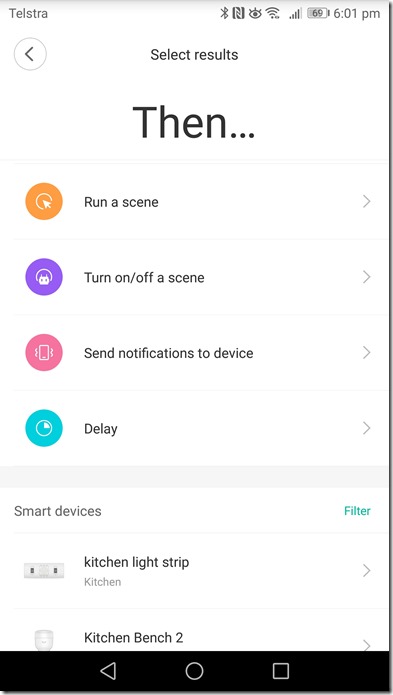 Telstra 69 6:01 pm
Select results
Then...
Run a scene
Turn on/off a scene
Send notifications to device
Delay
Smart devices Filter
kitchen light strip
Kitchen
Kitchen Bench 2